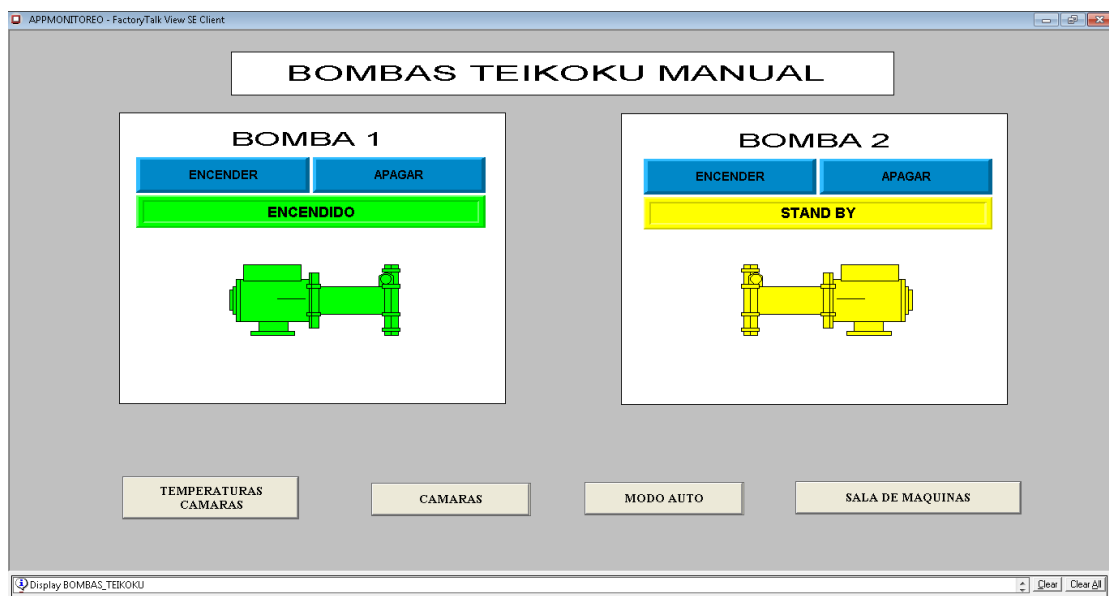 APPMONITOREO - FactoryTalk View SE Client
BOMBAS TEIKOKU MANUAL
BOMBA 1
ENCENDER
APAGAR
ENCENDIDO
BOMBA 2
ENCENDER
APAGAR
STAND BY
TEMPERATURAS
CAMARAS
CAMARAS
MODO AUTO
SALA DE MAQUINAS
Display BOMBAS_TEIKOKU
Clear
Clear All